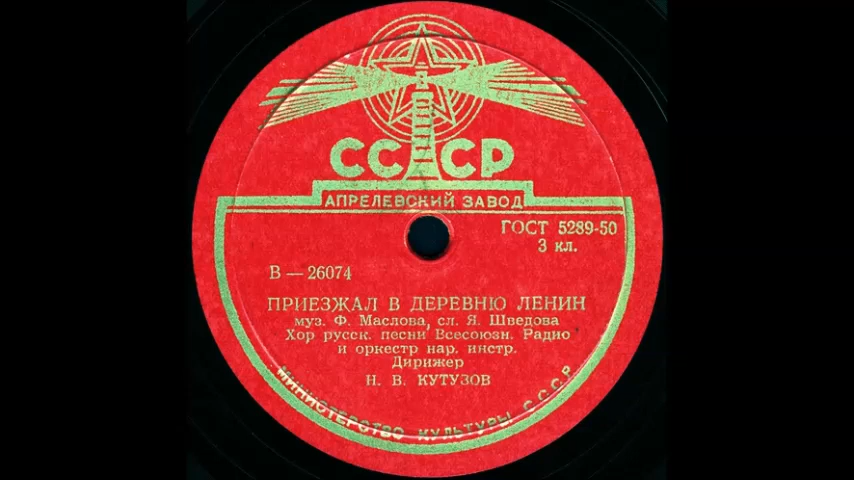 СССР
АПРЕЛЕВСКИЙ ЗАВОД
ГОСТ 5289-50
3 кл.
В — 26074
ПРИЕЗЖАЛ В ДЕРЕВНЮ ЛЕНИН
муз. Ф. Маслова, сл. Я. Шведова
Хор русск. песни Всесоюзн. Радио
и оркестр нар. инстр.
Дирижер
Н. В. КУТУЗОВ
МИНИСТЕРСТВО КУЛЬТУРЫ СССР